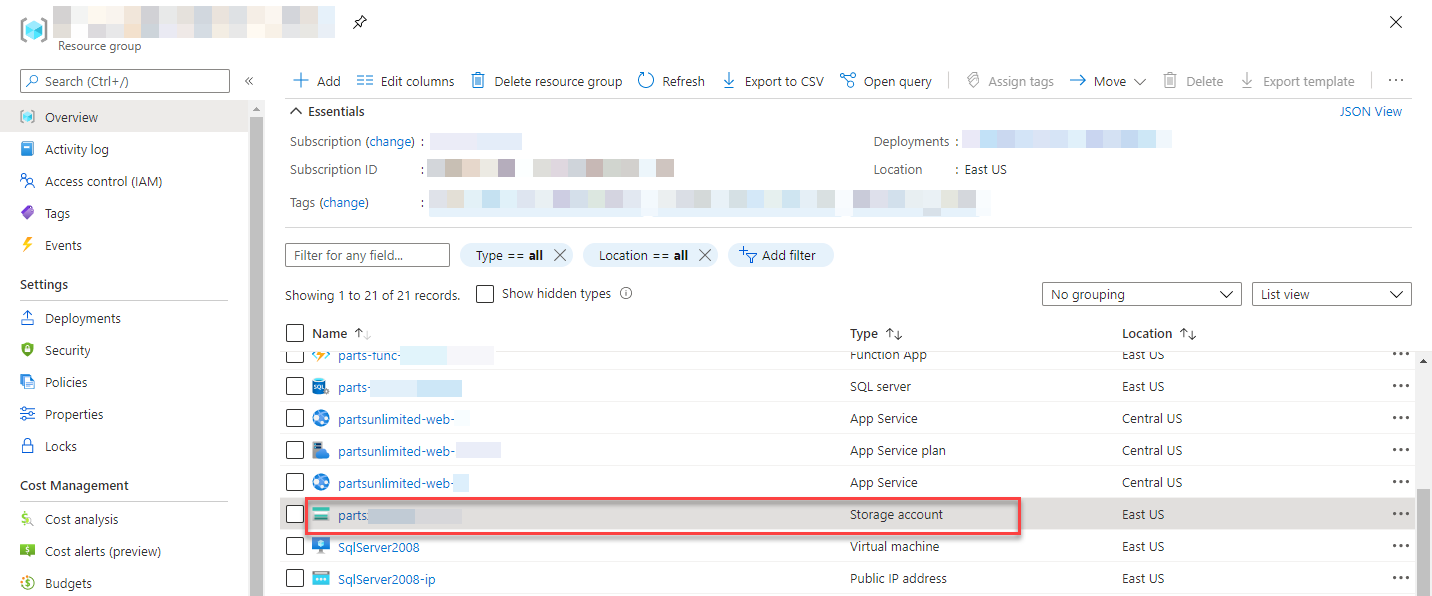 Resource group
Search (Ctrl+/)
«
Add Edit columns Delete resource group Refresh Export to CSV Open query Assign tags Move Delete Export template ...
Overview
Activity log
Access control (IAM)
Tags
Events
Settings
Deployments
Security
Policies
Properties
Locks
Cost Management
Cost analysis
Cost alerts (preview)
Budgets
Essentials JSON View
Subscription (change) : Deployments :
Subscription ID : Location : East US
Tags (change) :
Filter for any field... Type == all Location == all Add filter
Showing 1 to 21 of 21 records. Show hidden types No grouping List view
Name Type Location
parts-func- Function App East US ...
parts- SQL server East US ...
partsunlimited-web- App Service Central US ...
partsunlimited-web- App Service plan Central US ...
partsunlimited-web- App Service Central US ...
parts Storage account East US ...
SqlServer2008 Virtual machine East US ...
SqlServer2008-ip Public IP address East US ...